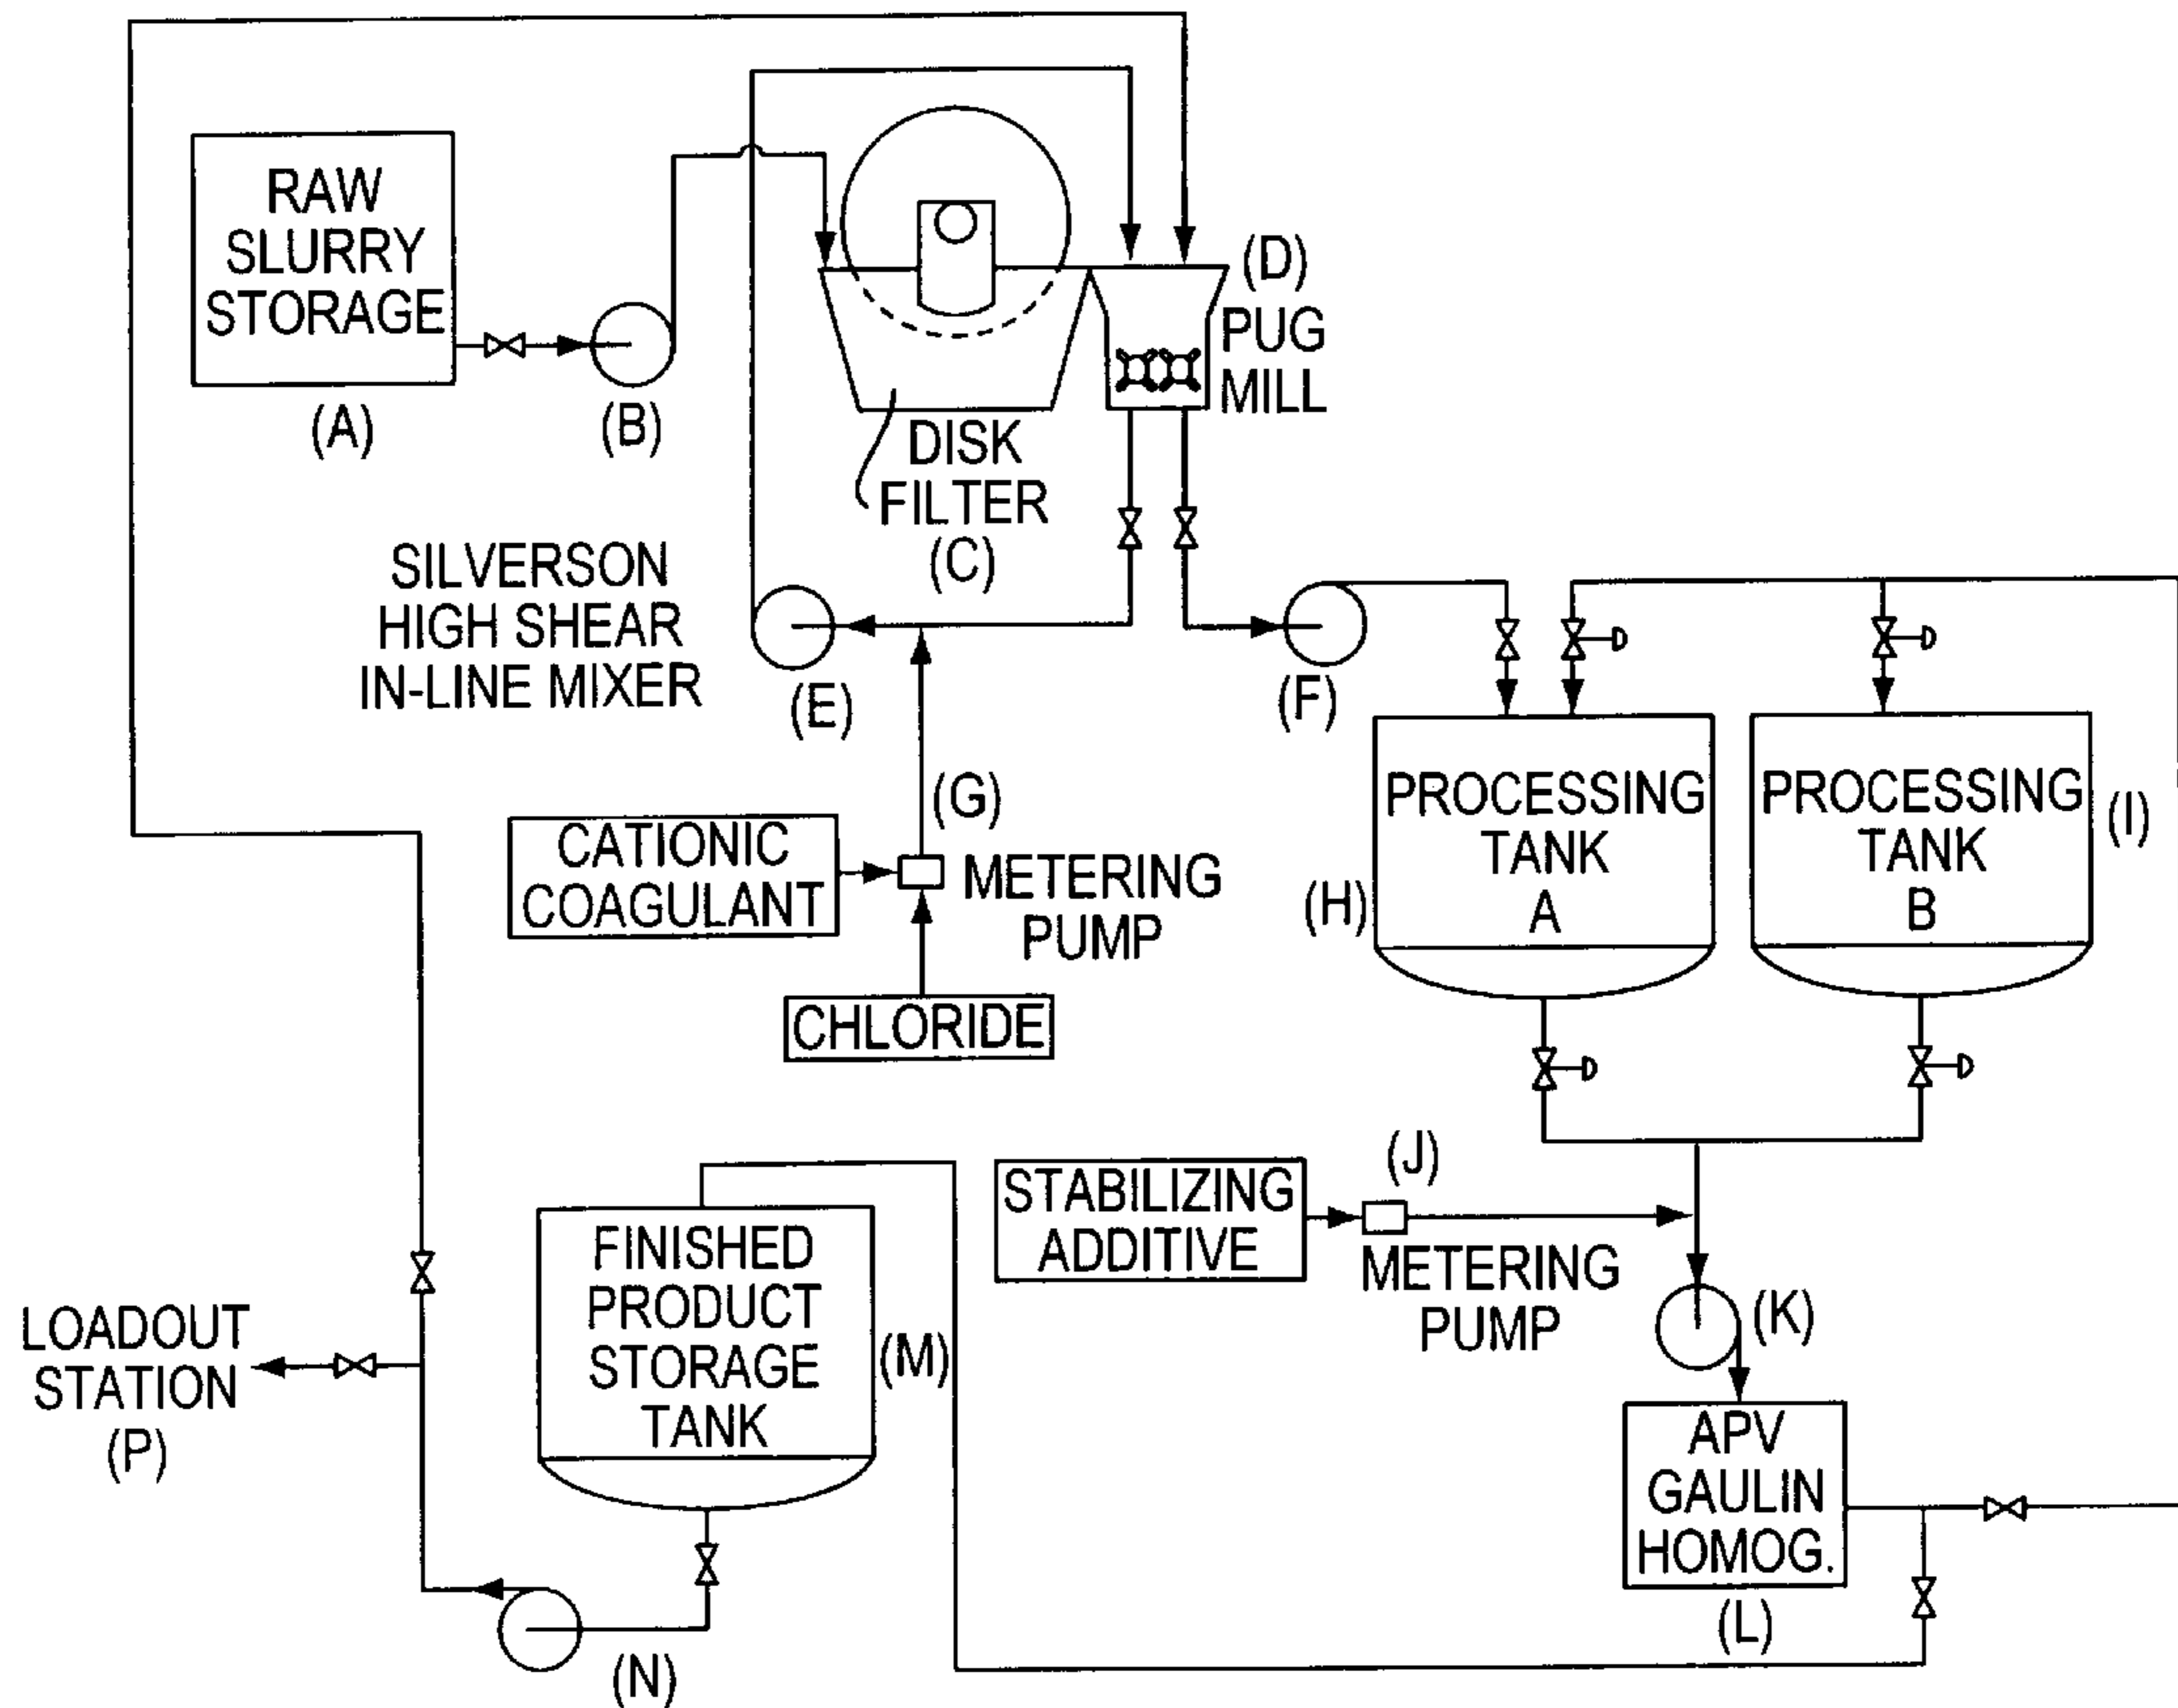 RAW
SLURRY
STORAGE
(A)
(B)
(D)
PUG
MILL
DISK
FILTER
(C)
SILVERSON
HIGH SHEAR
IN-LINE MIXER
(E)
(F)
(G)
CATIONIC
COAGULANT
METERING
PUMP
CHLORIDE
PROCESSING
TANK
A
(H)
PROCESSING
TANK
B
(I)
STABILIZING
ADDITIVE
(J)
METERING
PUMP
(K)
FINISHED
PRODUCT
STORAGE
TANK
(M)
LOADOUT
STATION
(P)
APV
GAULIN
HOMOG.
(L)
(N)